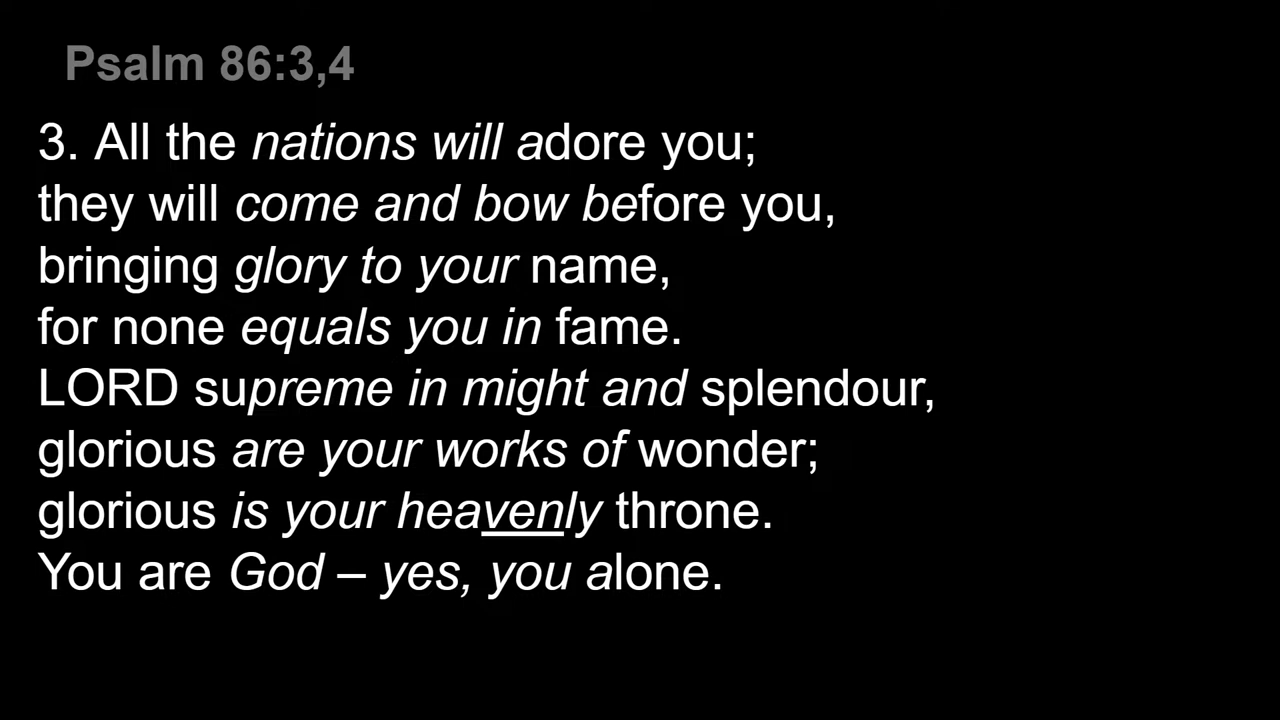 Psalm 86:3,4
3. All the nations will adore you;
they will come and bow before you,
bringing glory to your name,
for none equals you in fame.
LORD supreme in might and splendour,
glorious are your works of wonder;
glorious is your heavenly throne.
You are God – yes, you alone.